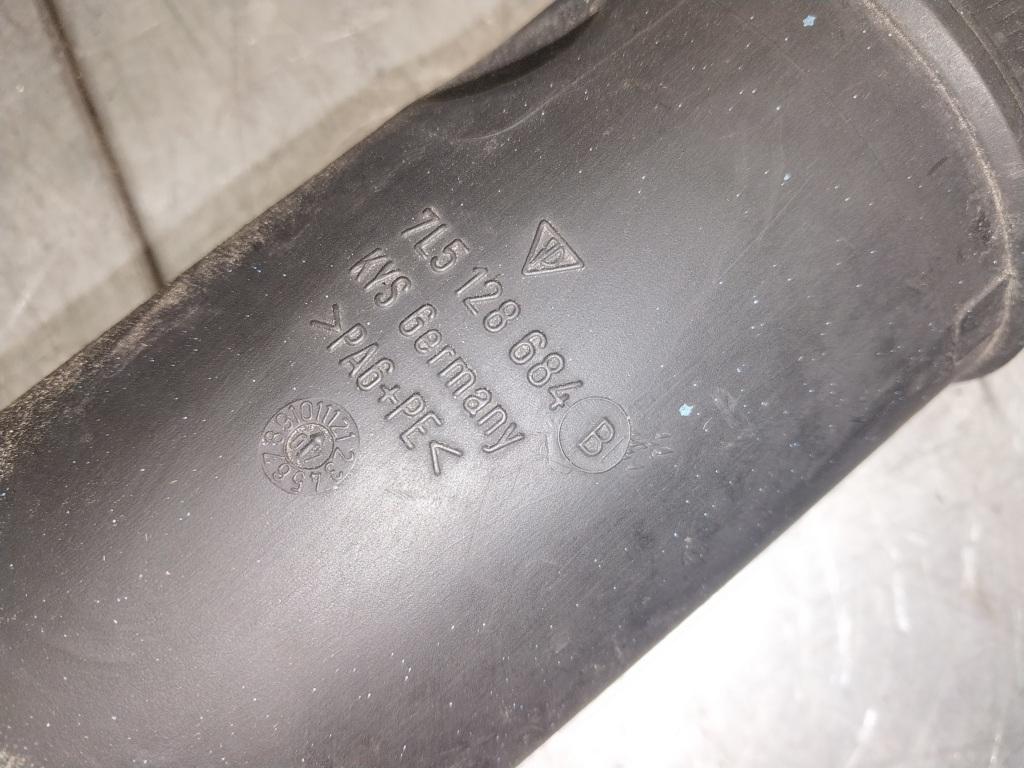 7L5 128 684 B
KVS Germany
>PA6+PE<